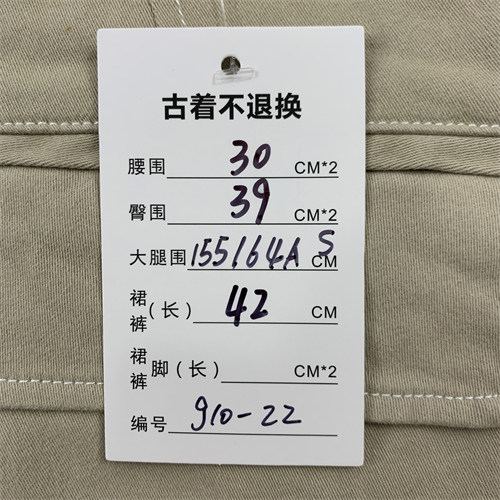 古着不退换
腰围 30 CM*2
臀围 39 CM*2
大腿围 155/64A S CM
裙裤(长) 42 CM
裙裤脚(长) CM*2
编号 910-22